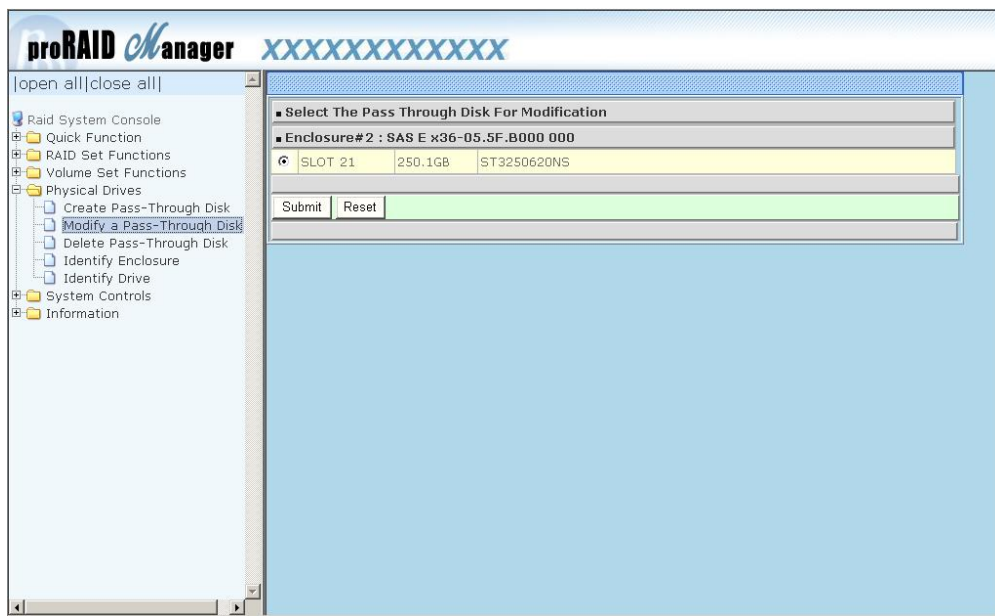 proRAID Manager XXXXXXXXXXXX
|open all|close all|
Raid System Console
Quick Function
RAID Set Functions
Volume Set Functions
Physical Drives
Create Pass-Through Disk
Modify a Pass-Through Disk
Delete Pass-Through Disk
Identify Enclosure
Identify Drive
System Controls
Information
Select The Pass Through Disk For Modification
Enclosure#2 : SAS E x36-05.5F.B000 000
SLOT 21 250.1GB ST3250620NS
Submit Reset